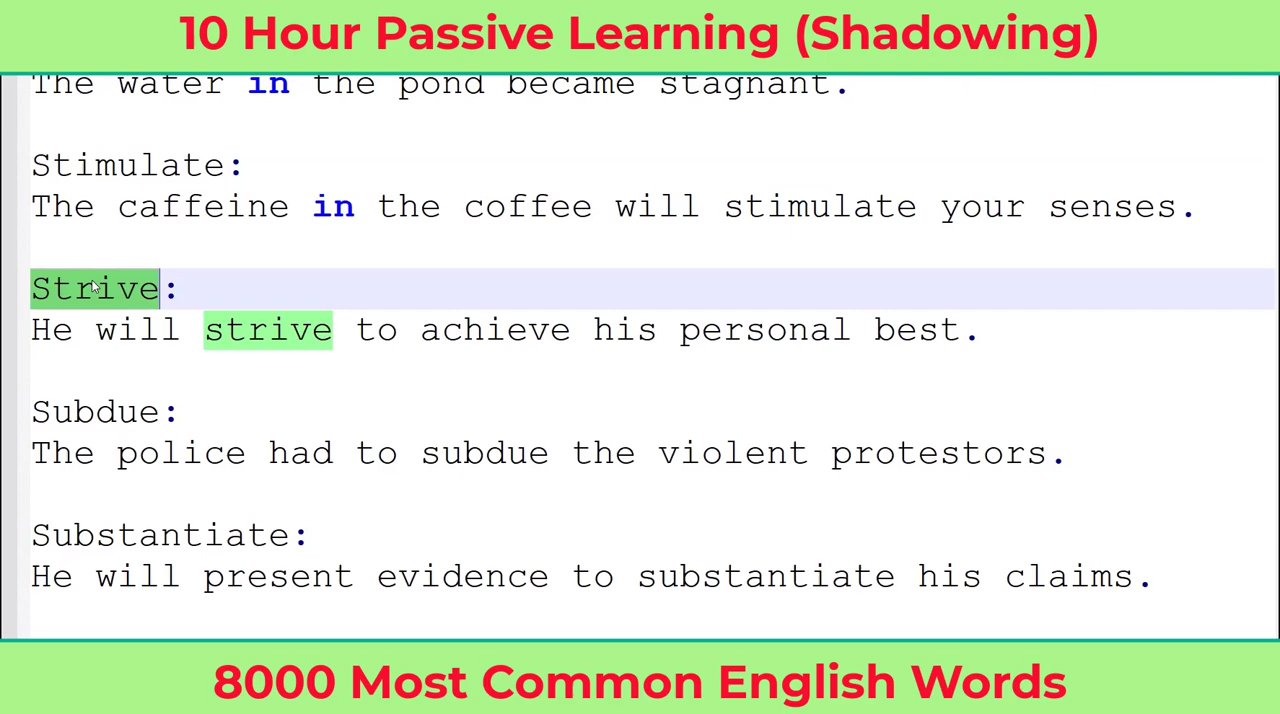 10 Hour Passive Learning (Shadowing)
The water in the pond became stagnant.
Stimulate:
The caffeine in the coffee will stimulate your senses.
Strive:
He will strive to achieve his personal best.
Subdue:
The police had to subdue the violent protestors.
Substantiate:
He will present evidence to substantiate his claims.
8000 Most Common English Words